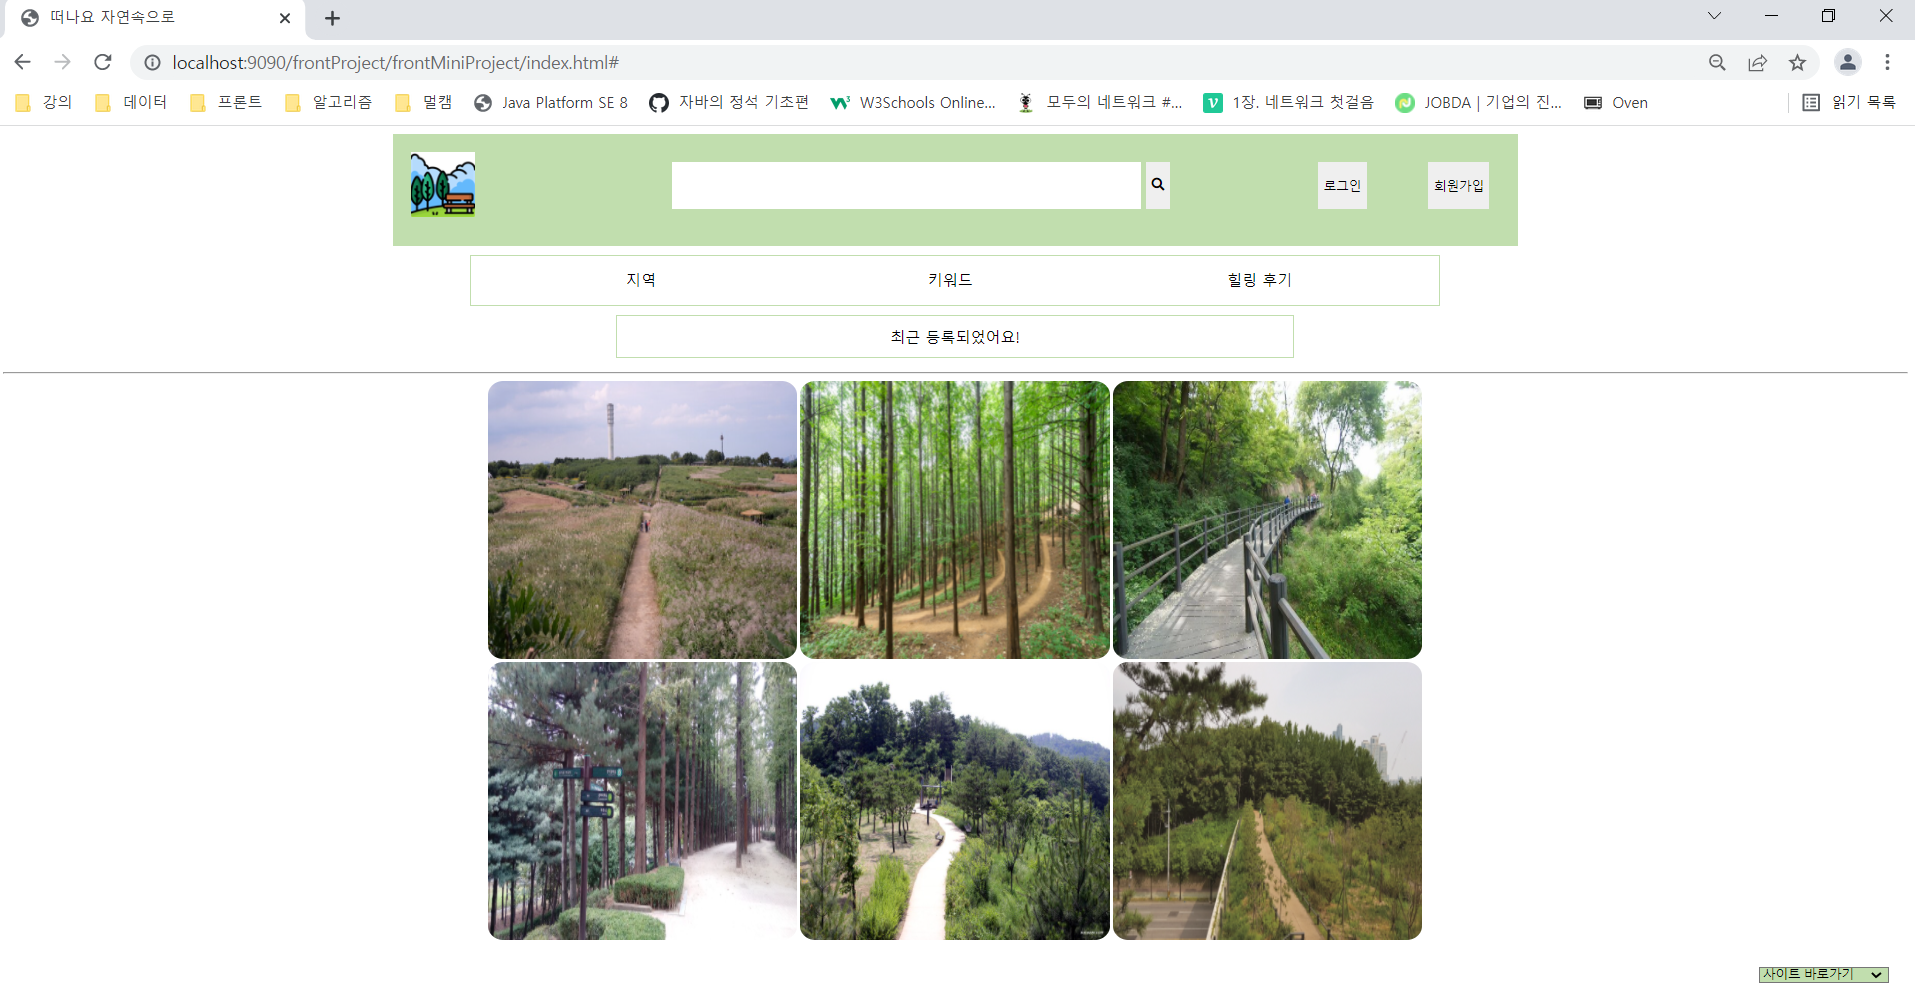 떠나요 자연속으로
localhost:9090/frontProject/frontMiniProject/index.html#
강의 데이터 프론트 알고리즘 멀캠 Java Platform SE 8 자바의 정석 기초편 W3Schools Online... 모두의 네트워크 #... 1장. 네트워크 첫걸음 JOBDA | 기업의 진... Oven 읽기 목록
로그인 회원가입
지역 키워드 힐링 후기
최근 등록되었어요!
사이트 바로가기